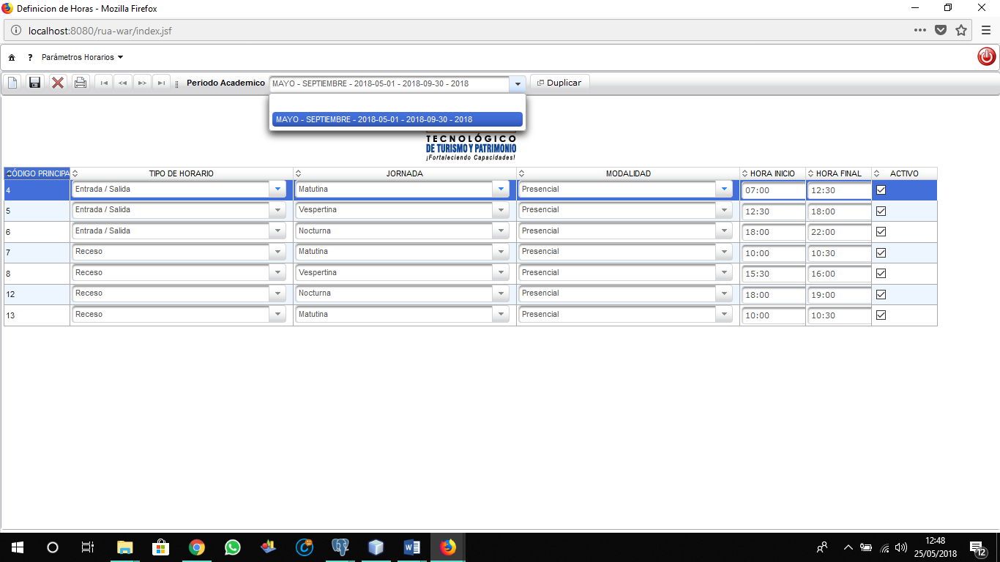 Definicion de Horas - Mozilla Firefox
localhost:8080/rua-war/index.jsf
? Parámetros Horarios
Periodo Academico MAYO - SEPTIEMBRE - 2018-05-01 - 2018-09-30 - 2018 Duplicar
MAYO - SEPTIEMBRE - 2018-05-01 - 2018-09-30 - 2018
TECNOLÓGICO
DE TURISMO Y PATRIMONIO
¡Fortaleciendo Capacidades!
CÓDIGO PRINCIPA TIPO DE HORARIO JORNADA MODALIDAD HORA INICIO HORA FINAL ACTIVO
4 Entrada / Salida Matutina Presencial 07:00 12:30
5 Entrada / Salida Vespertina Presencial 12:30 18:00
6 Entrada / Salida Nocturna Presencial 18:00 22:00
7 Receso Matutina Presencial 10:00 10:30
8 Receso Vespertina Presencial 15:30 16:00
12 Receso Nocturna Presencial 18:00 19:00
13 Receso Matutina Presencial 10:00 10:30
12:48
25/05/2018
12